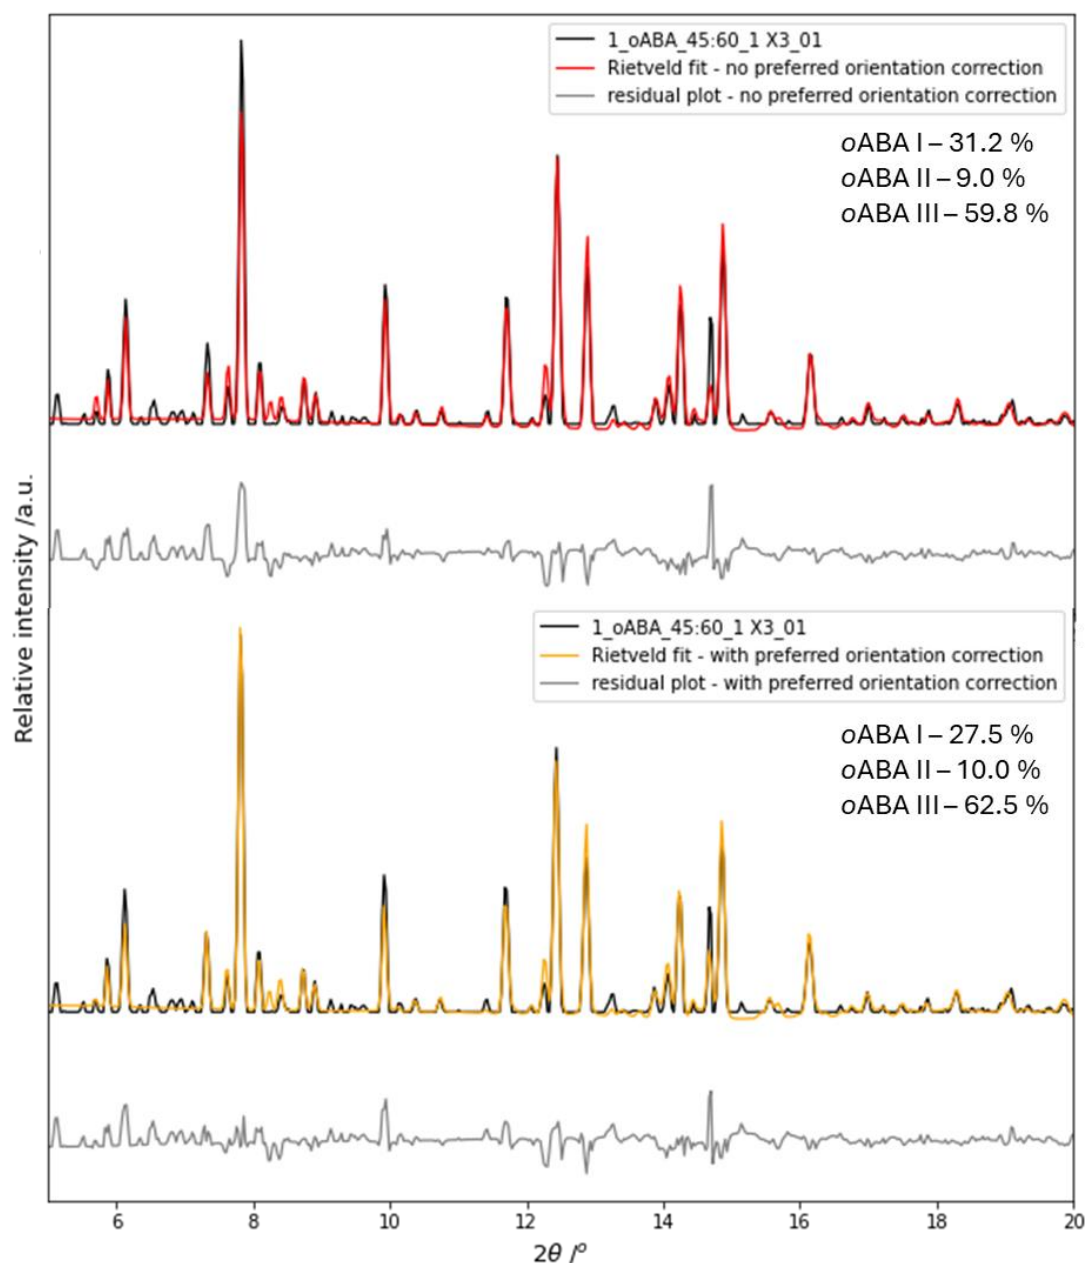 1_oABA_45:60_1 X3_01
Rietveld fit - no preferred orientation correction
residual plot - no preferred orientation correction
oABA I – 31.2 %
oABA II – 9.0 %
oABA III – 59.8 %
Relative intensity /a.u.
1_oABA_45:60_1 X3_01
Rietveld fit - with preferred orientation correction
residual plot - with preferred orientation correction
oABA I – 27.5 %
oABA II – 10.0 %
oABA III – 62.5 %
6 8 10 12 14 16 18 20
2θ /°